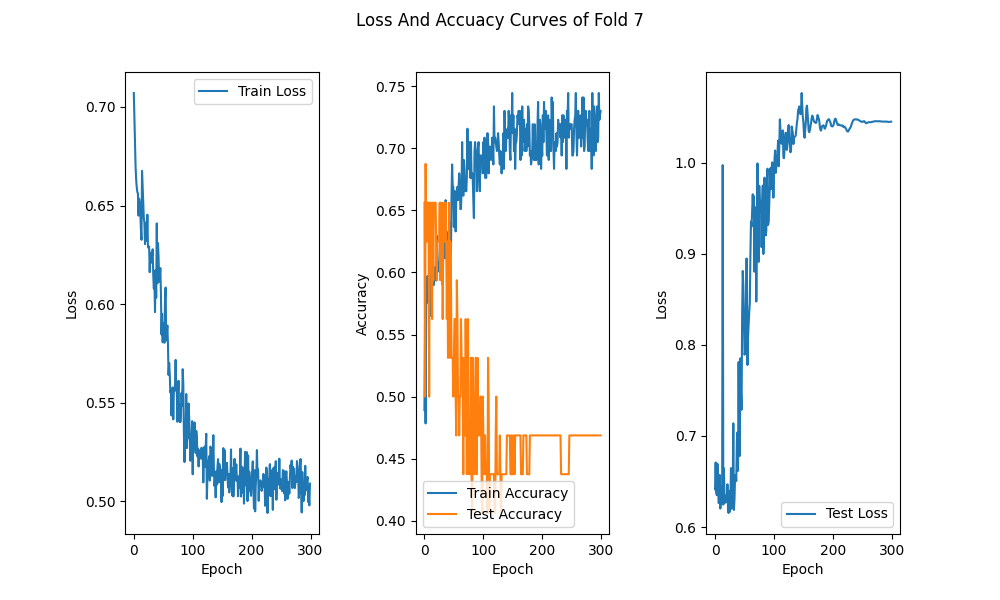 Loss And Accuacy Curves of Fold 7
Train Loss
0.70
0.65
0.60
0.55
0.50
Loss
0
100
200
300
Epoch
0.75
0.70
0.65
0.60
0.55
0.50
0.45
0.40
Accuracy
Train Accuracy
Test Accuracy
0
100
200
300
Epoch
1.0
0.9
0.8
0.7
0.6
Loss
Test Loss
0
100
200
300
Epoch